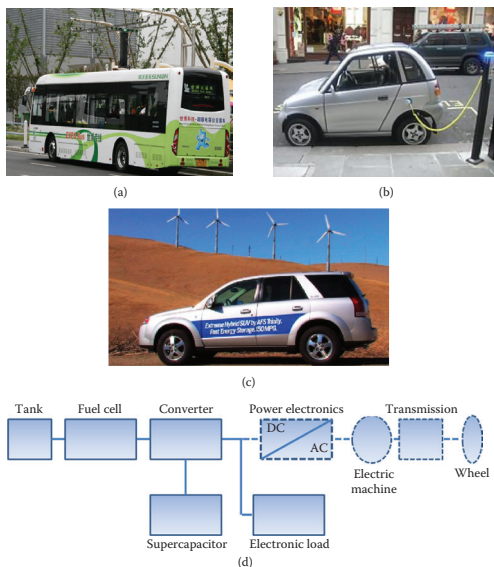 (a)
(b)
Extreme Hybrid SUV by AFS Trinity.
Fast Energy Storage. 150 MPG.
(c)
Tank
Fuel cell
Converter
Power electronics
Transmission
DC
AC
Electric
machine
Wheel
Supercapacitor
Electronic load
(d)